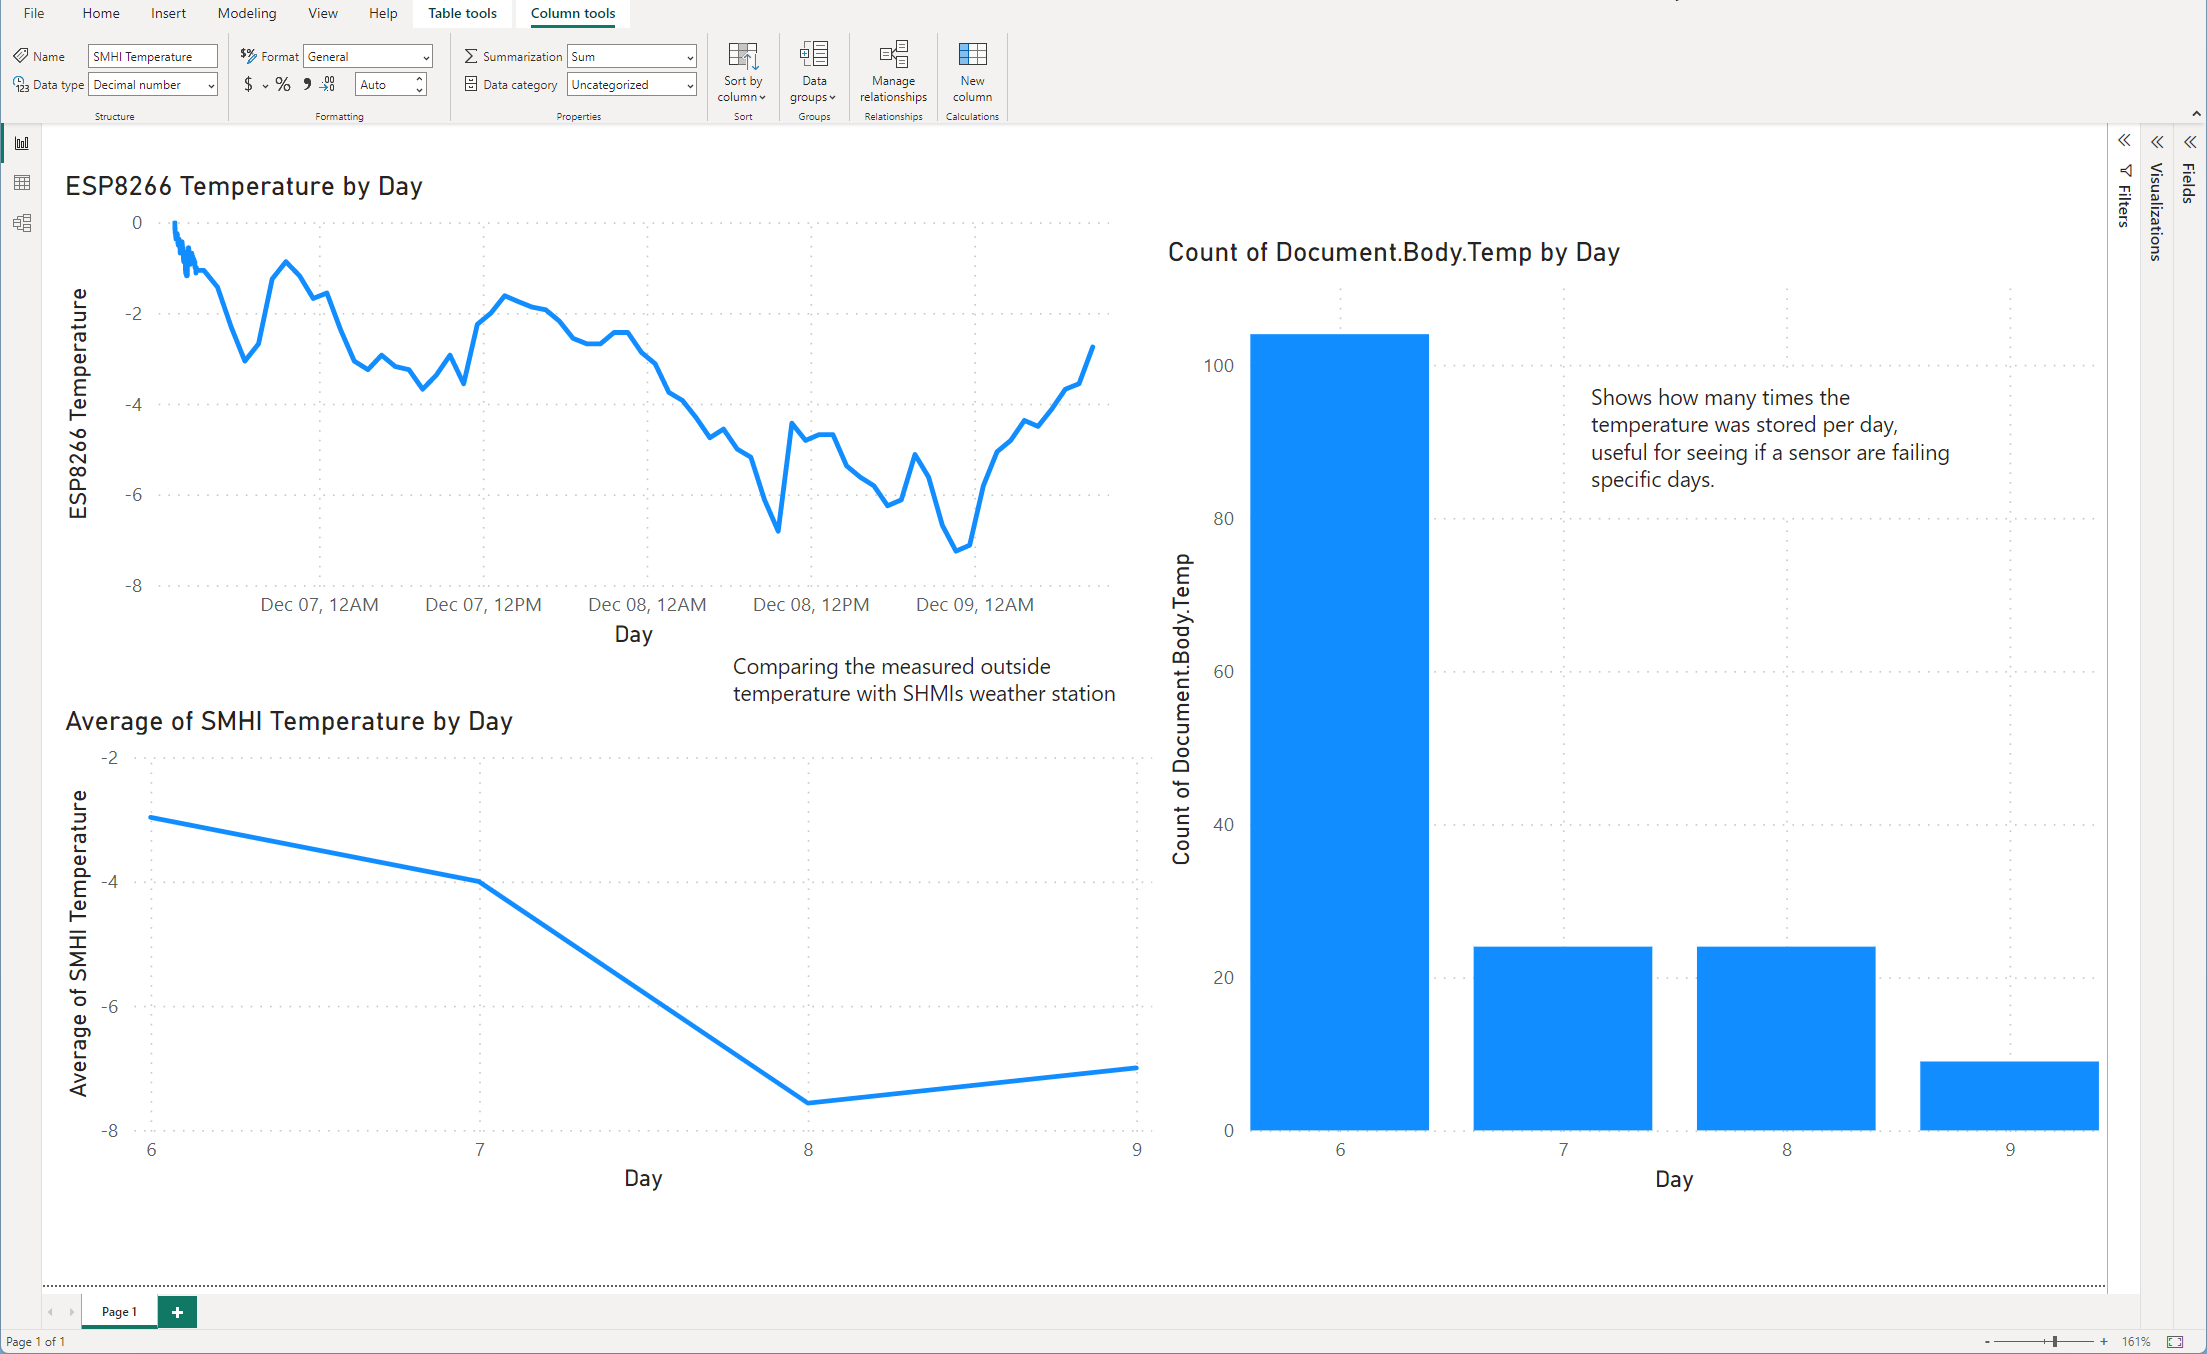 File Home Insert Modeling View Help Table tools Column tools
Name SMHI Temperature
Data type Decimal number
Structure
Format General
$ % Auto
Formatting
Summarization Sum
Data category Uncategorized
Properties
Sort by
column
Sort
Data
groups
Groups
Manage
relationships
Relationships
New
column
Calculations
Filters
Visualizations
Fields
ESP8266 Temperature by Day
ESP8266 Temperature
0
-2
-4
-6
-8
Dec 07, 12AM Dec 07, 12PM Dec 08, 12AM Dec 08, 12PM Dec 09, 12AM
Day
Comparing the measured outside
temperature with SHMIs weather station
Average of SMHI Temperature by Day
Average of SMHI Temperature
-2
-4
-6
-8
6 7 8 9
Day
Count of Document.Body.Temp by Day
Count of Document.Body.Temp
100
80
60
40
20
0
Shows how many times the
temperature was stored per day,
useful for seeing if a sensor are failing
specific days.
6 7 8 9
Day
Page 1 +
Page 1 of 1
- + 161%